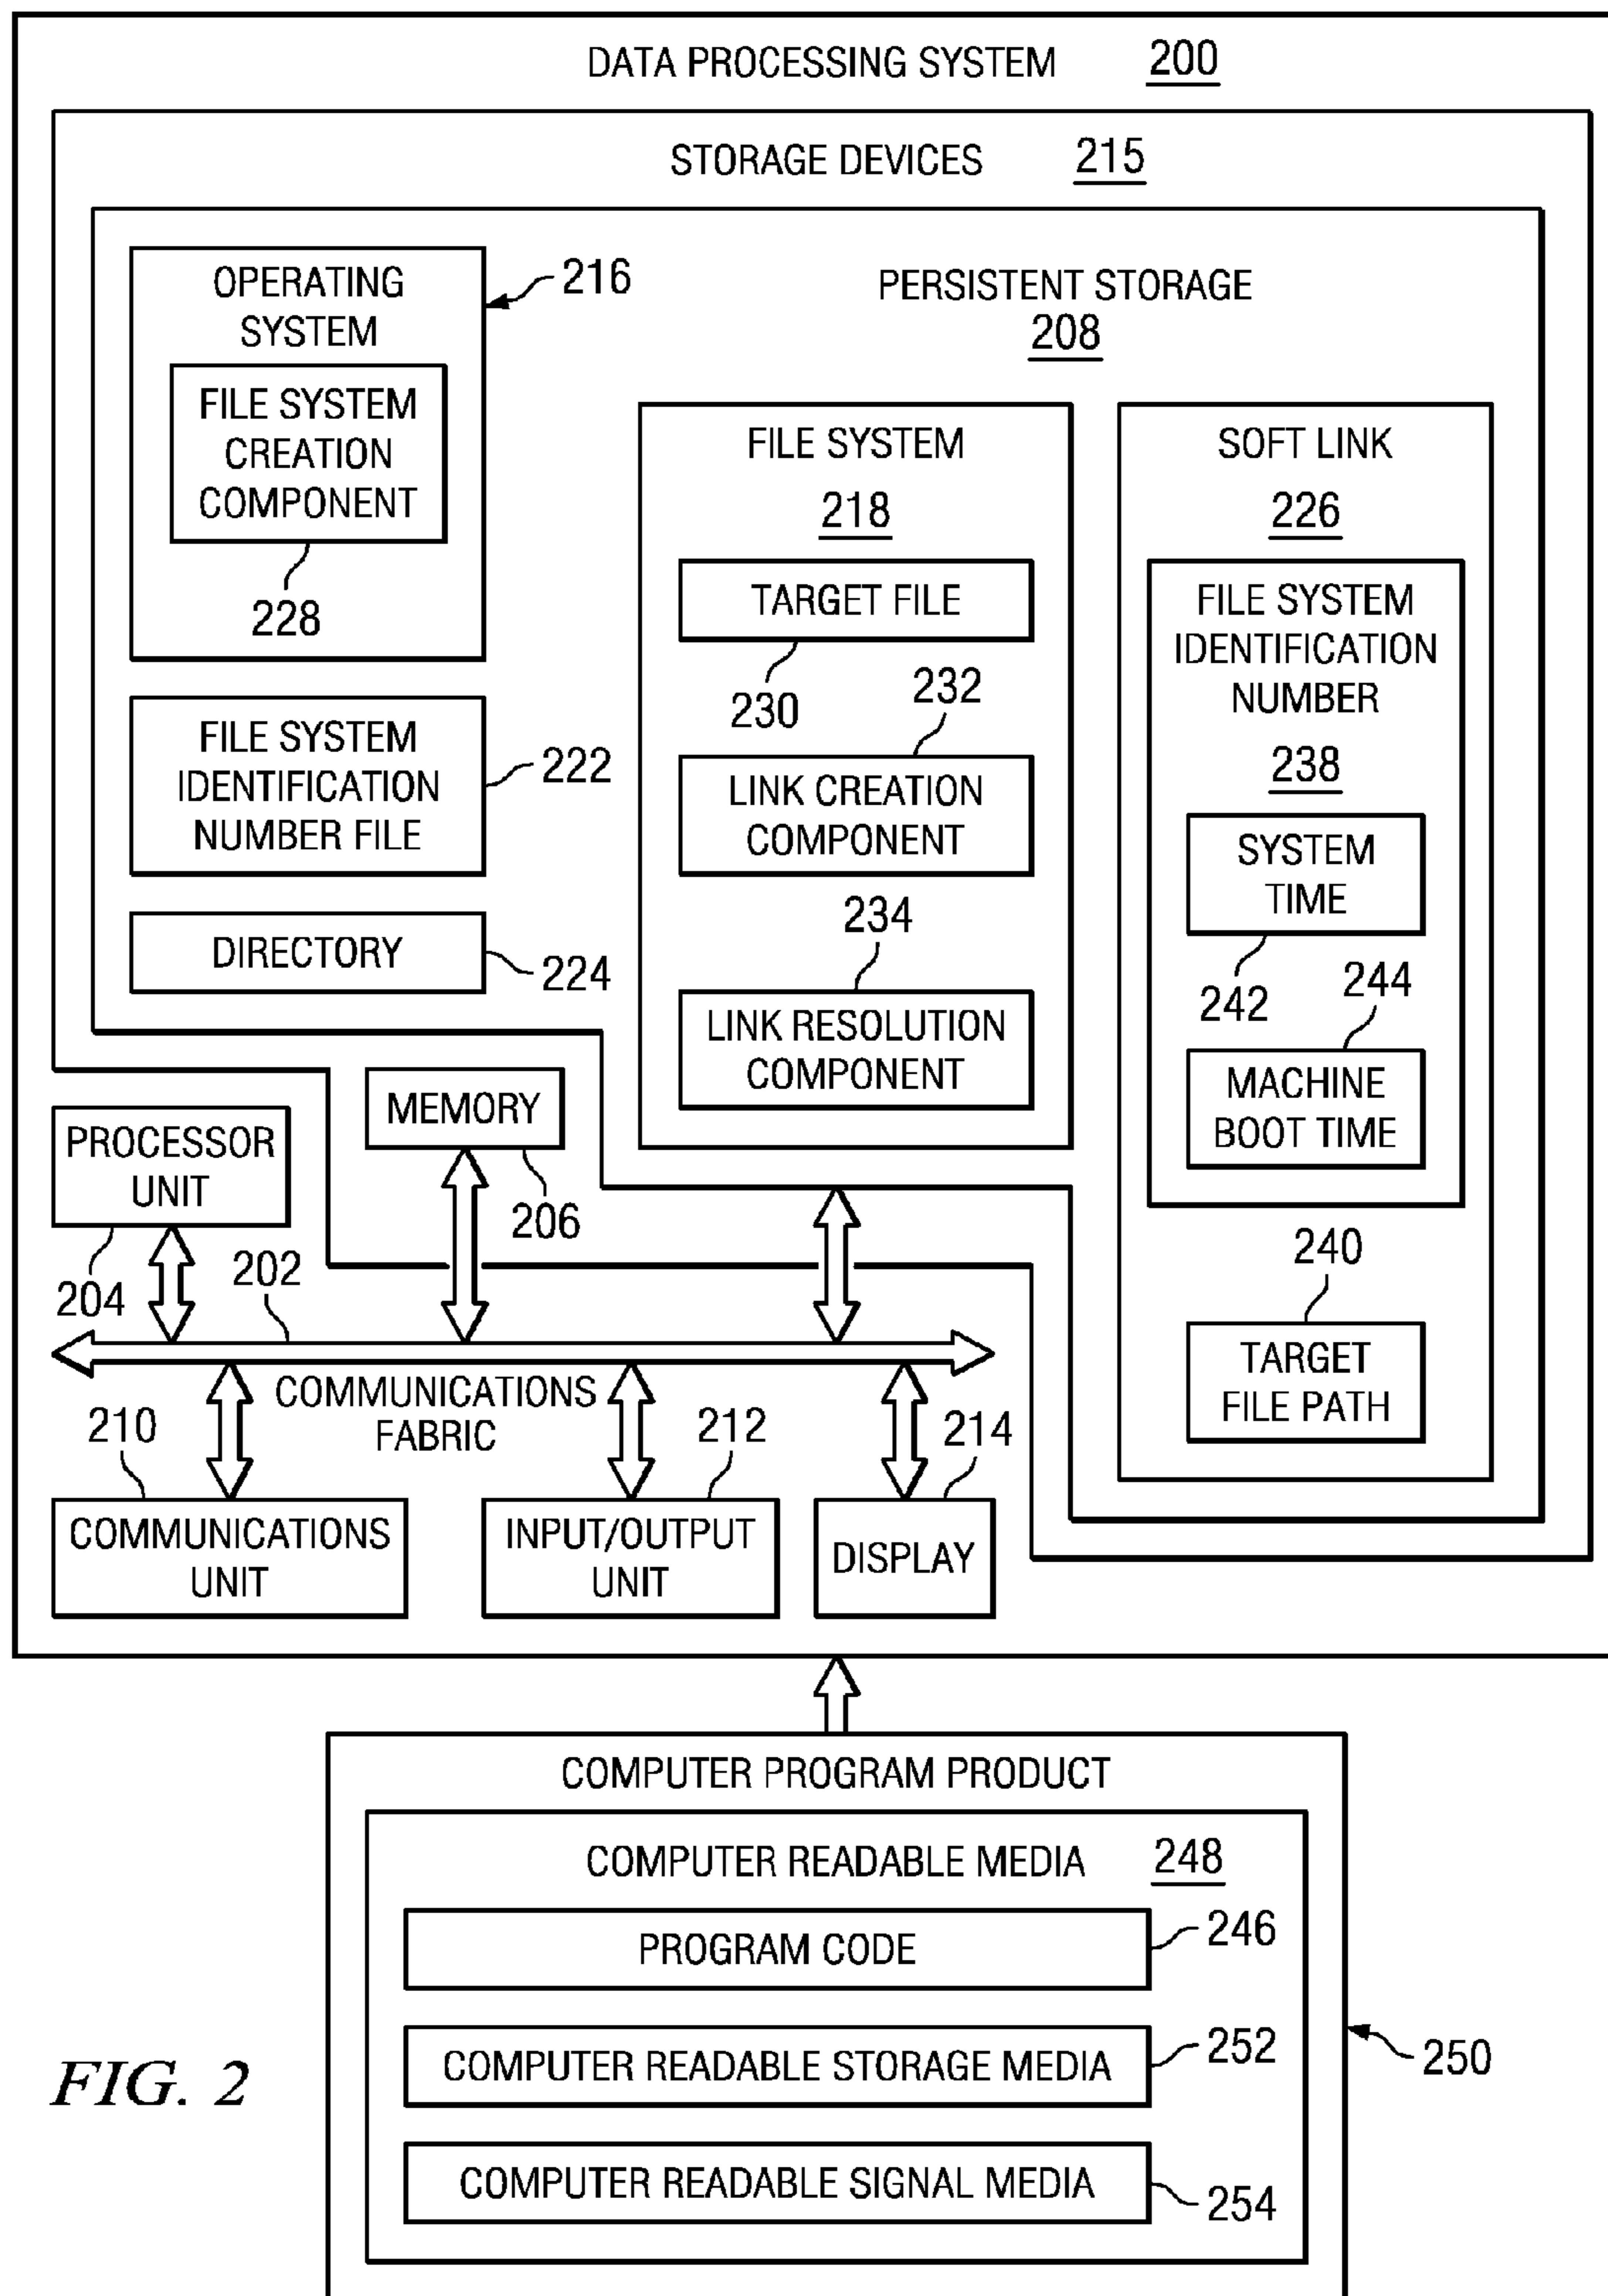 DATA PROCESSING SYSTEM 200
STORAGE DEVICES 215
PERSISTENT STORAGE
208
OPERATING
SYSTEM
216
FILE SYSTEM
CREATION
COMPONENT
228
FILE SYSTEM
IDENTIFICATION
NUMBER FILE
222
DIRECTORY
224
FILE SYSTEM
218
TARGET FILE
230
232
LINK CREATION
COMPONENT
234
LINK RESOLUTION
COMPONENT
SOFT LINK
226
FILE SYSTEM
IDENTIFICATION
NUMBER
238
SYSTEM
TIME
242
244
MACHINE
BOOT TIME
240
TARGET
FILE PATH
PROCESSOR
UNIT
204
MEMORY
206
202
COMMUNICATIONS
FABRIC
210
COMMUNICATIONS
UNIT
212
INPUT/OUTPUT
UNIT
214
DISPLAY
COMPUTER PROGRAM PRODUCT
COMPUTER READABLE MEDIA 248
PROGRAM CODE
246
COMPUTER READABLE STORAGE MEDIA
252
COMPUTER READABLE SIGNAL MEDIA
254
250
FIG. 2